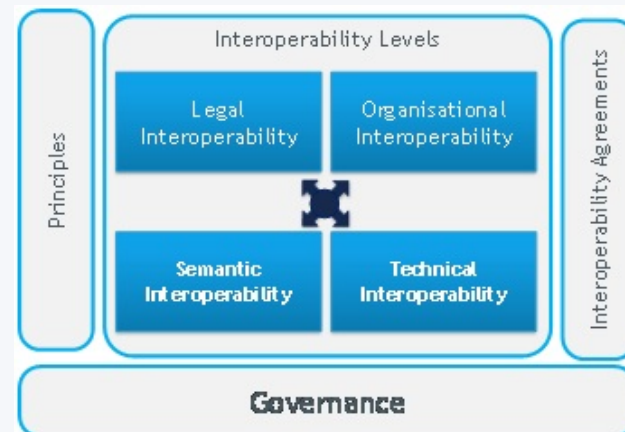 Principles
Interoperability Levels
Legal
Interoperability
Organisational
Interoperability
Semantic
Interoperability
Technical
Interoperability
Interoperability Agreements
Governance